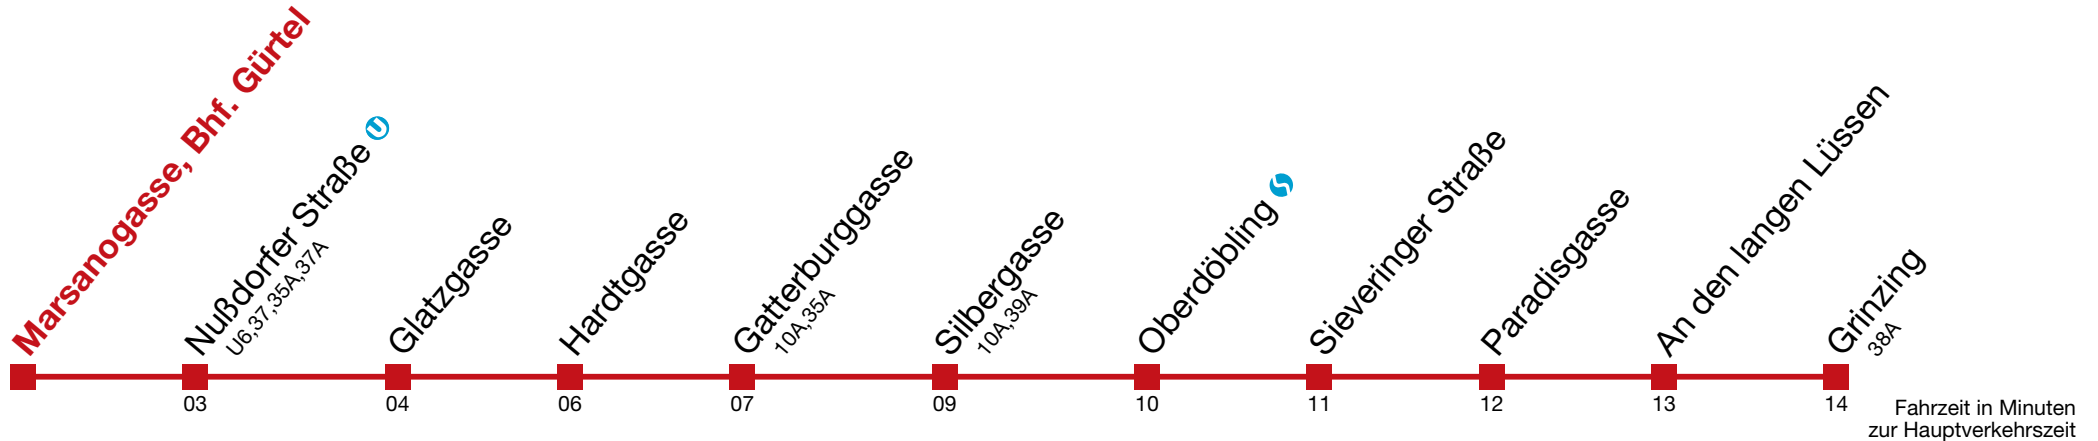 Marsanogasse, Bhf. Gürtel
Nußdorfer Straße U
U6,37,35A,37A
Glatzgasse
Hardtgasse
Gatterburggasse
10A,35A
Silbergasse
10A,39A
Oberdöbling S
Sieveringer Straße
Paradisgasse
An den langen Lüssen
Grinzing
38A
03 04 06 07 09 10 11 12 13 14
Fahrzeit in Minuten
zur Hauptverkehrszeit